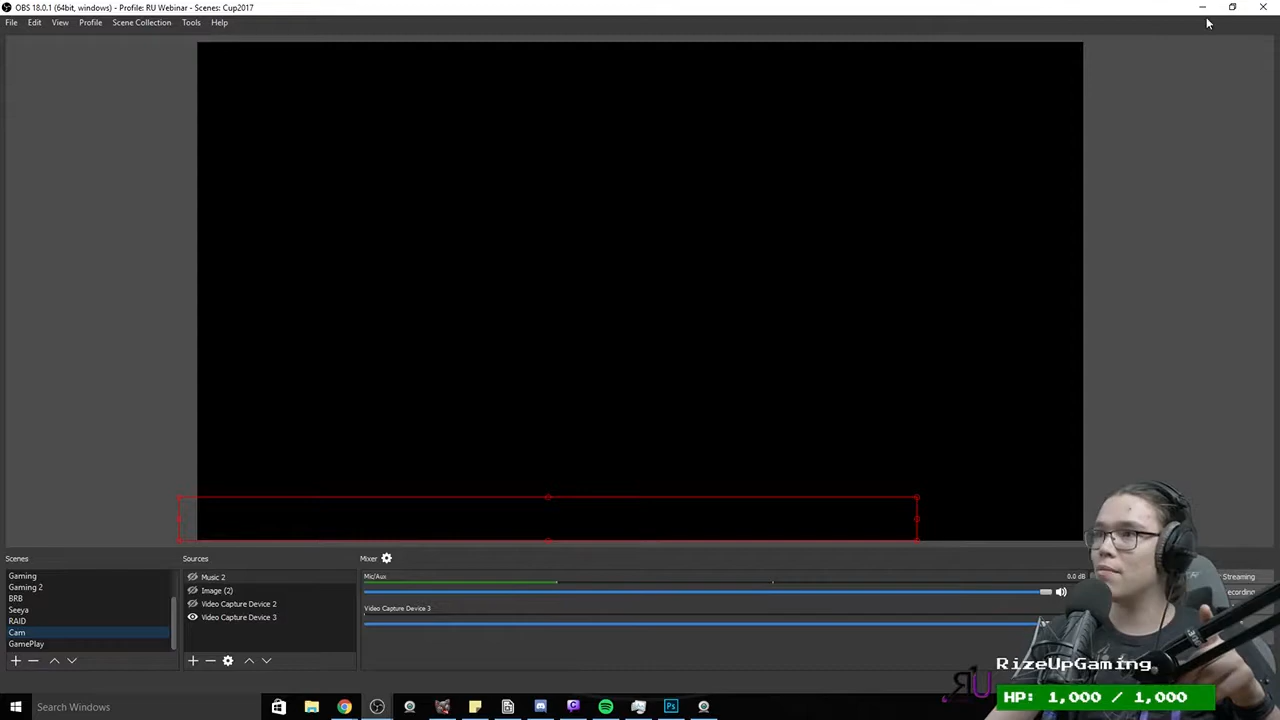 OBS 18.0.1 (64bit, windows) - Profile: RU Webinar - Scenes: Cup2017
File Edit View Profile Scene Collection Tools Help
Scenes
Gaming
Gaming 2
BRB
Seeya
RAID
Cam
GamePlay
Sources
Music 2
Image (2)
Video Capture Device 2
Video Capture Device 3
Mixer
Mic/Aux 0.0 dB
Video Capture Device 3
Streaming
RU
RizeUpGaming
HP: 1,000 / 1,000
Search Windows
Ps